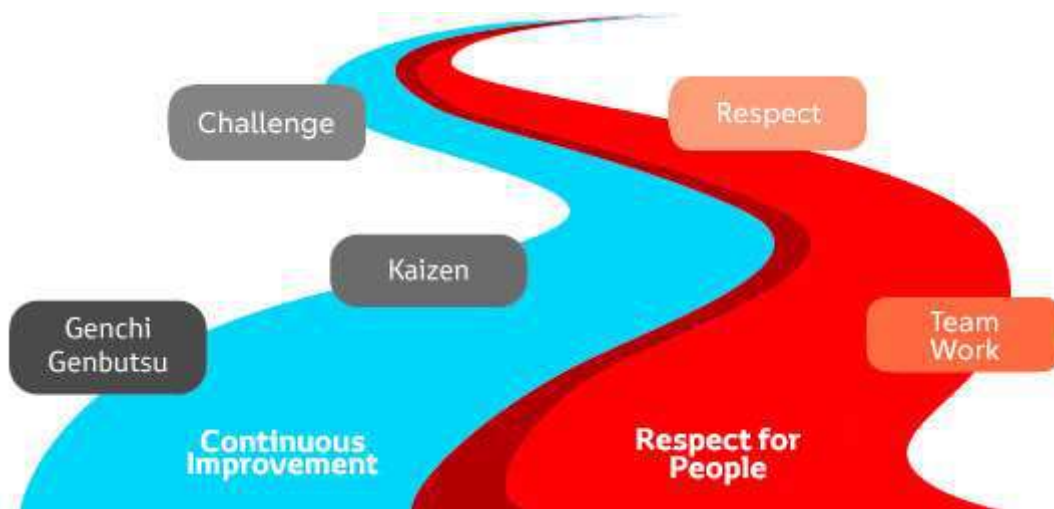 Challenge
Respect
Kaizen
Genchi
Genbutsu
Team
Work
Continuous
Improvement
Respect for
People